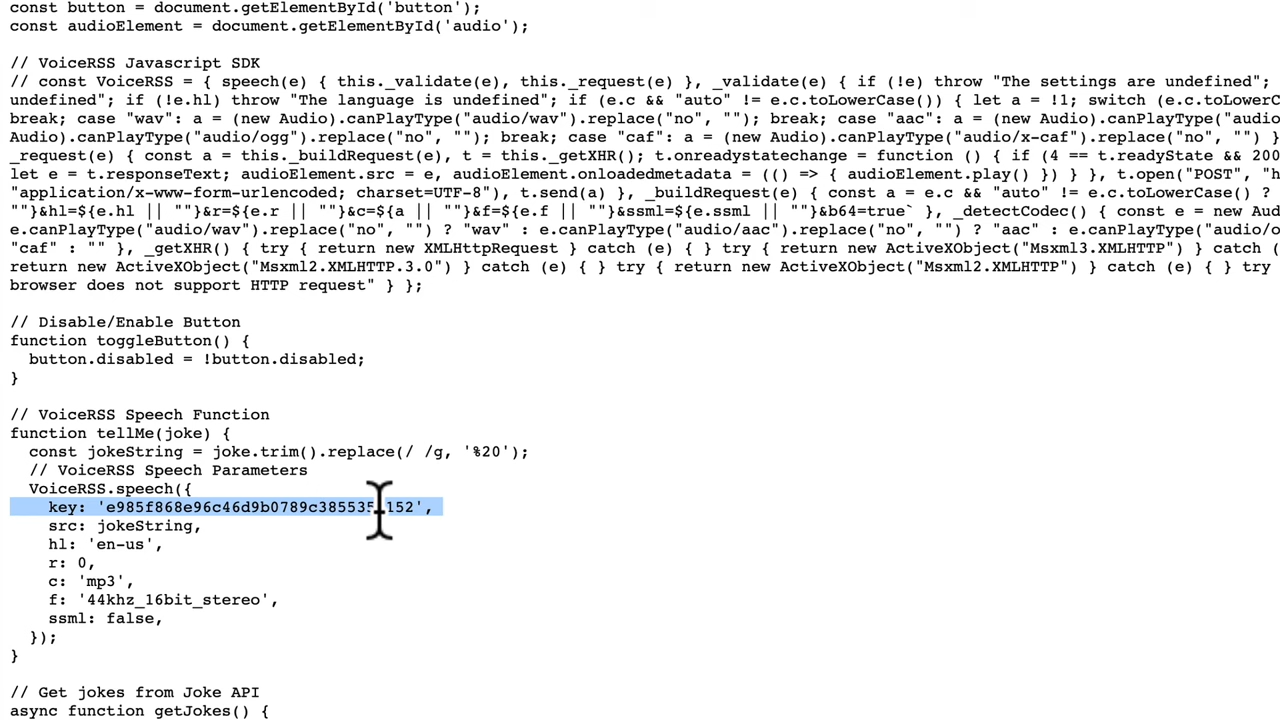 const button = document.getElementById('button');
const audioElement = document.getElementById('audio');
// VoiceRSS Javascript SDK
// const VoiceRSS = { speech(e) { this._validate(e), this._request(e) }, _validate(e) { if (!e) throw "The settings are undefined";
undefined"; if (!e.hl) throw "The language is undefined"; if (e.c && "auto" != e.c.toLowerCase()) { let a = !1; switch (e.c.toLowerC
break; case "wav": a = (new Audio).canPlayType("audio/wav").replace("no", ""); break; case "aac": a = (new Audio).canPlayType("audio
Audio).canPlayType("audio/ogg").replace("no", ""); break; case "caf": a = (new Audio).canPlayType("audio/x-caf").replace("no", "") }
_request(e) { const a = this._buildRequest(e), t = this._getXHR(); t.onreadystatechange = function () { if (4 == t.readyState && 200
let e = t.responseText; audioElement.src = e, audioElement.onloadedmetadata = (() => { audioElement.play() }) } }, t.open("POST", "h
"application/x-www-form-urlencoded; charset=UTF-8"), t.send(a) }, _buildRequest(e) { const a = e.c && "auto" != e.c.toLowerCase() ?
""}&hl=${e.hl || ""}&r=${e.r || ""}&c=${a || ""}&f=${e.f || ""}&ssml=${e.ssml || ""}&b64=true` }, _detectCodec() { const e = new Aud
e.canPlayType("audio/wav").replace("no", "") ? "wav" : e.canPlayType("audio/aac").replace("no", "") ? "aac" : e.canPlayType("audio/o
"caf" : "" }, _getXHR() { try { return new XMLHttpRequest } catch (e) { } try { return new ActiveXObject("Msxml3.XMLHTTP") } catch (
return new ActiveXObject("Msxml2.XMLHTTP.3.0") } catch (e) { } try { return new ActiveXObject("Msxml2.XMLHTTP") } catch (e) { } try
browser does not support HTTP request" } };
// Disable/Enable Button
function toggleButton() {
button.disabled = !button.disabled;
}
// VoiceRSS Speech Function
function tellMe(joke) {
const jokeString = joke.trim().replace(/ /g, '%20');
// VoiceRSS Speech Parameters
VoiceRSS.speech({
key:
src: jokeString,
hl: 'en-us',
r: 0,
c: 'mp3',
f: '44khz_16bit_stereo',
ssml: false,
});
}
// Get jokes from Joke API
async function getJokes() {